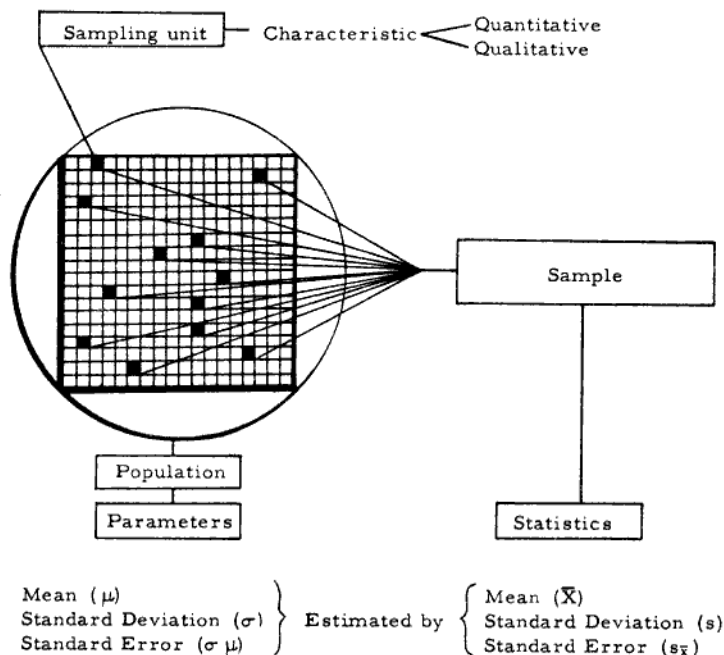 Sampling unit
Characteristic
Quantitative
Qualitative
Sample
Population
Parameters
Statistics
Mean (μ)
Standard Deviation (σ)
Standard Error (σ μ)
Estimated by
Mean (X̅)
Standard Deviation (s)
Standard Error (s_x̅)